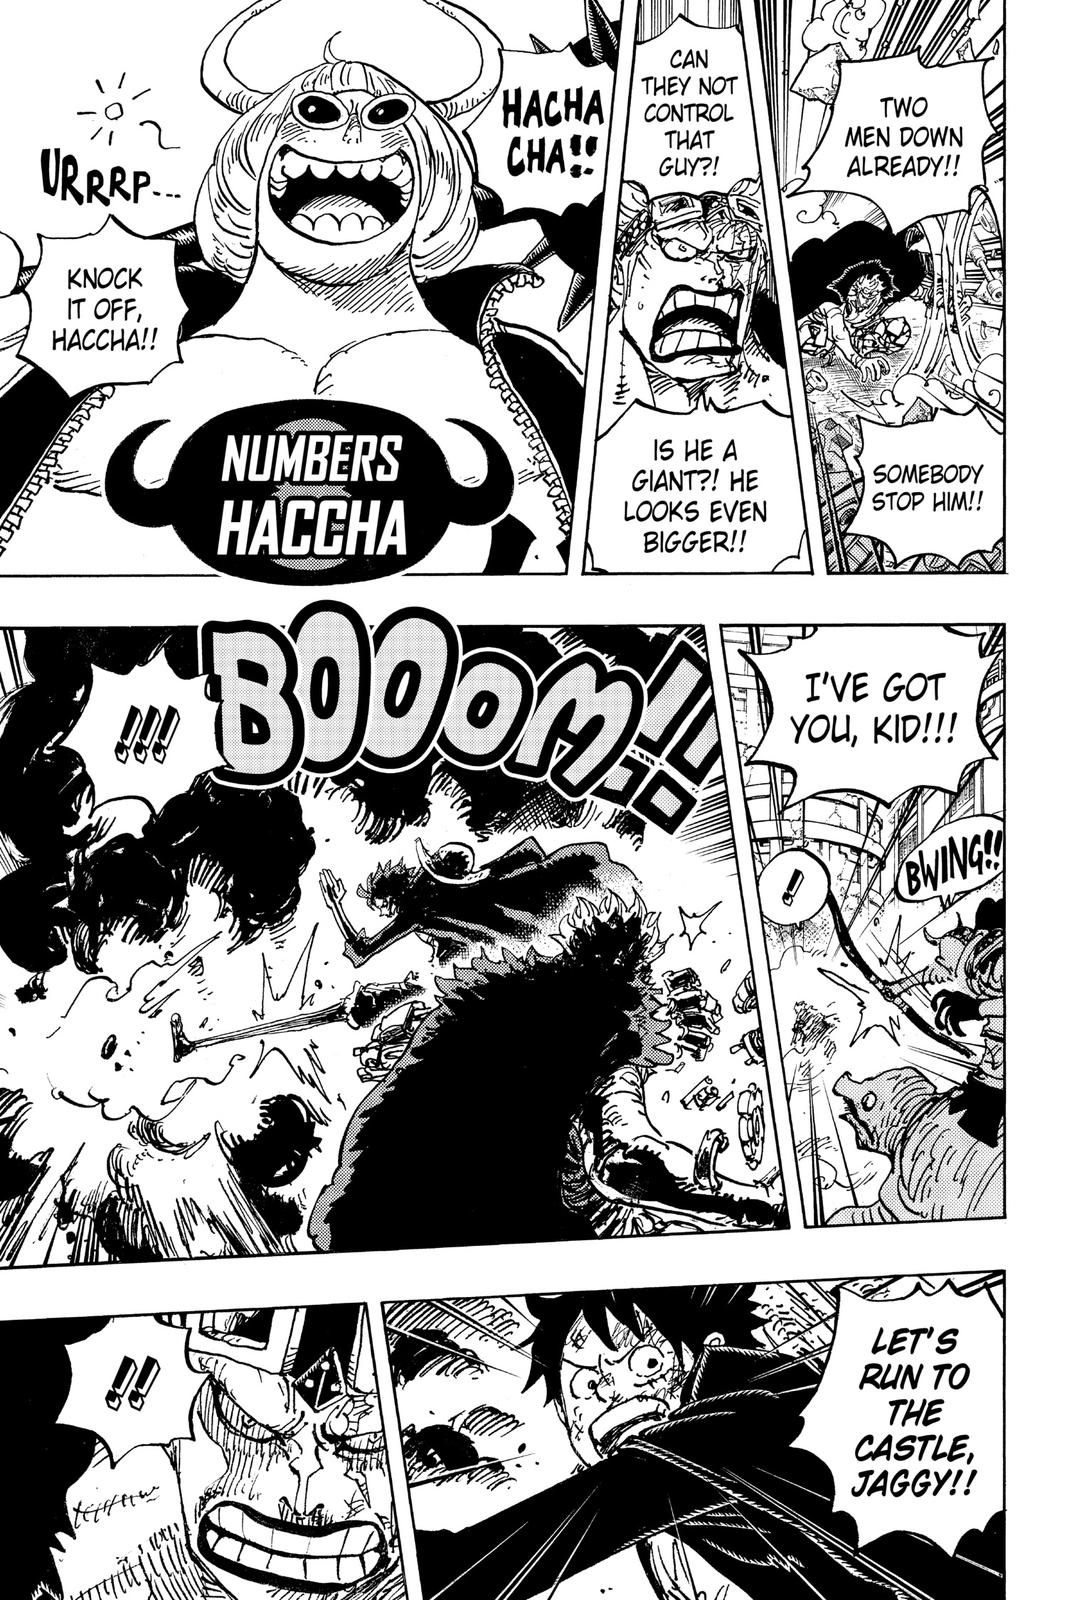 TWO
MEN DOWN
ALREADY!!
SOMEBODY
STOP HIM!!
CAN
THEY NOT
CONTROL
THAT
GUY?!
IS HE A
GIANT?! HE
LOOKS EVEN
BIGGER!!
HACHA
CHA!!
URRRP...
KNOCK
IT OFF,
HACCHA!!
NUMBERS
HACCHA
I'VE GOT
YOU, KID!!!
BWING!!
!
BOOOM!!
!!!!
LET'S
RUN TO
THE
CASTLE,
JAGGY!!
!!!